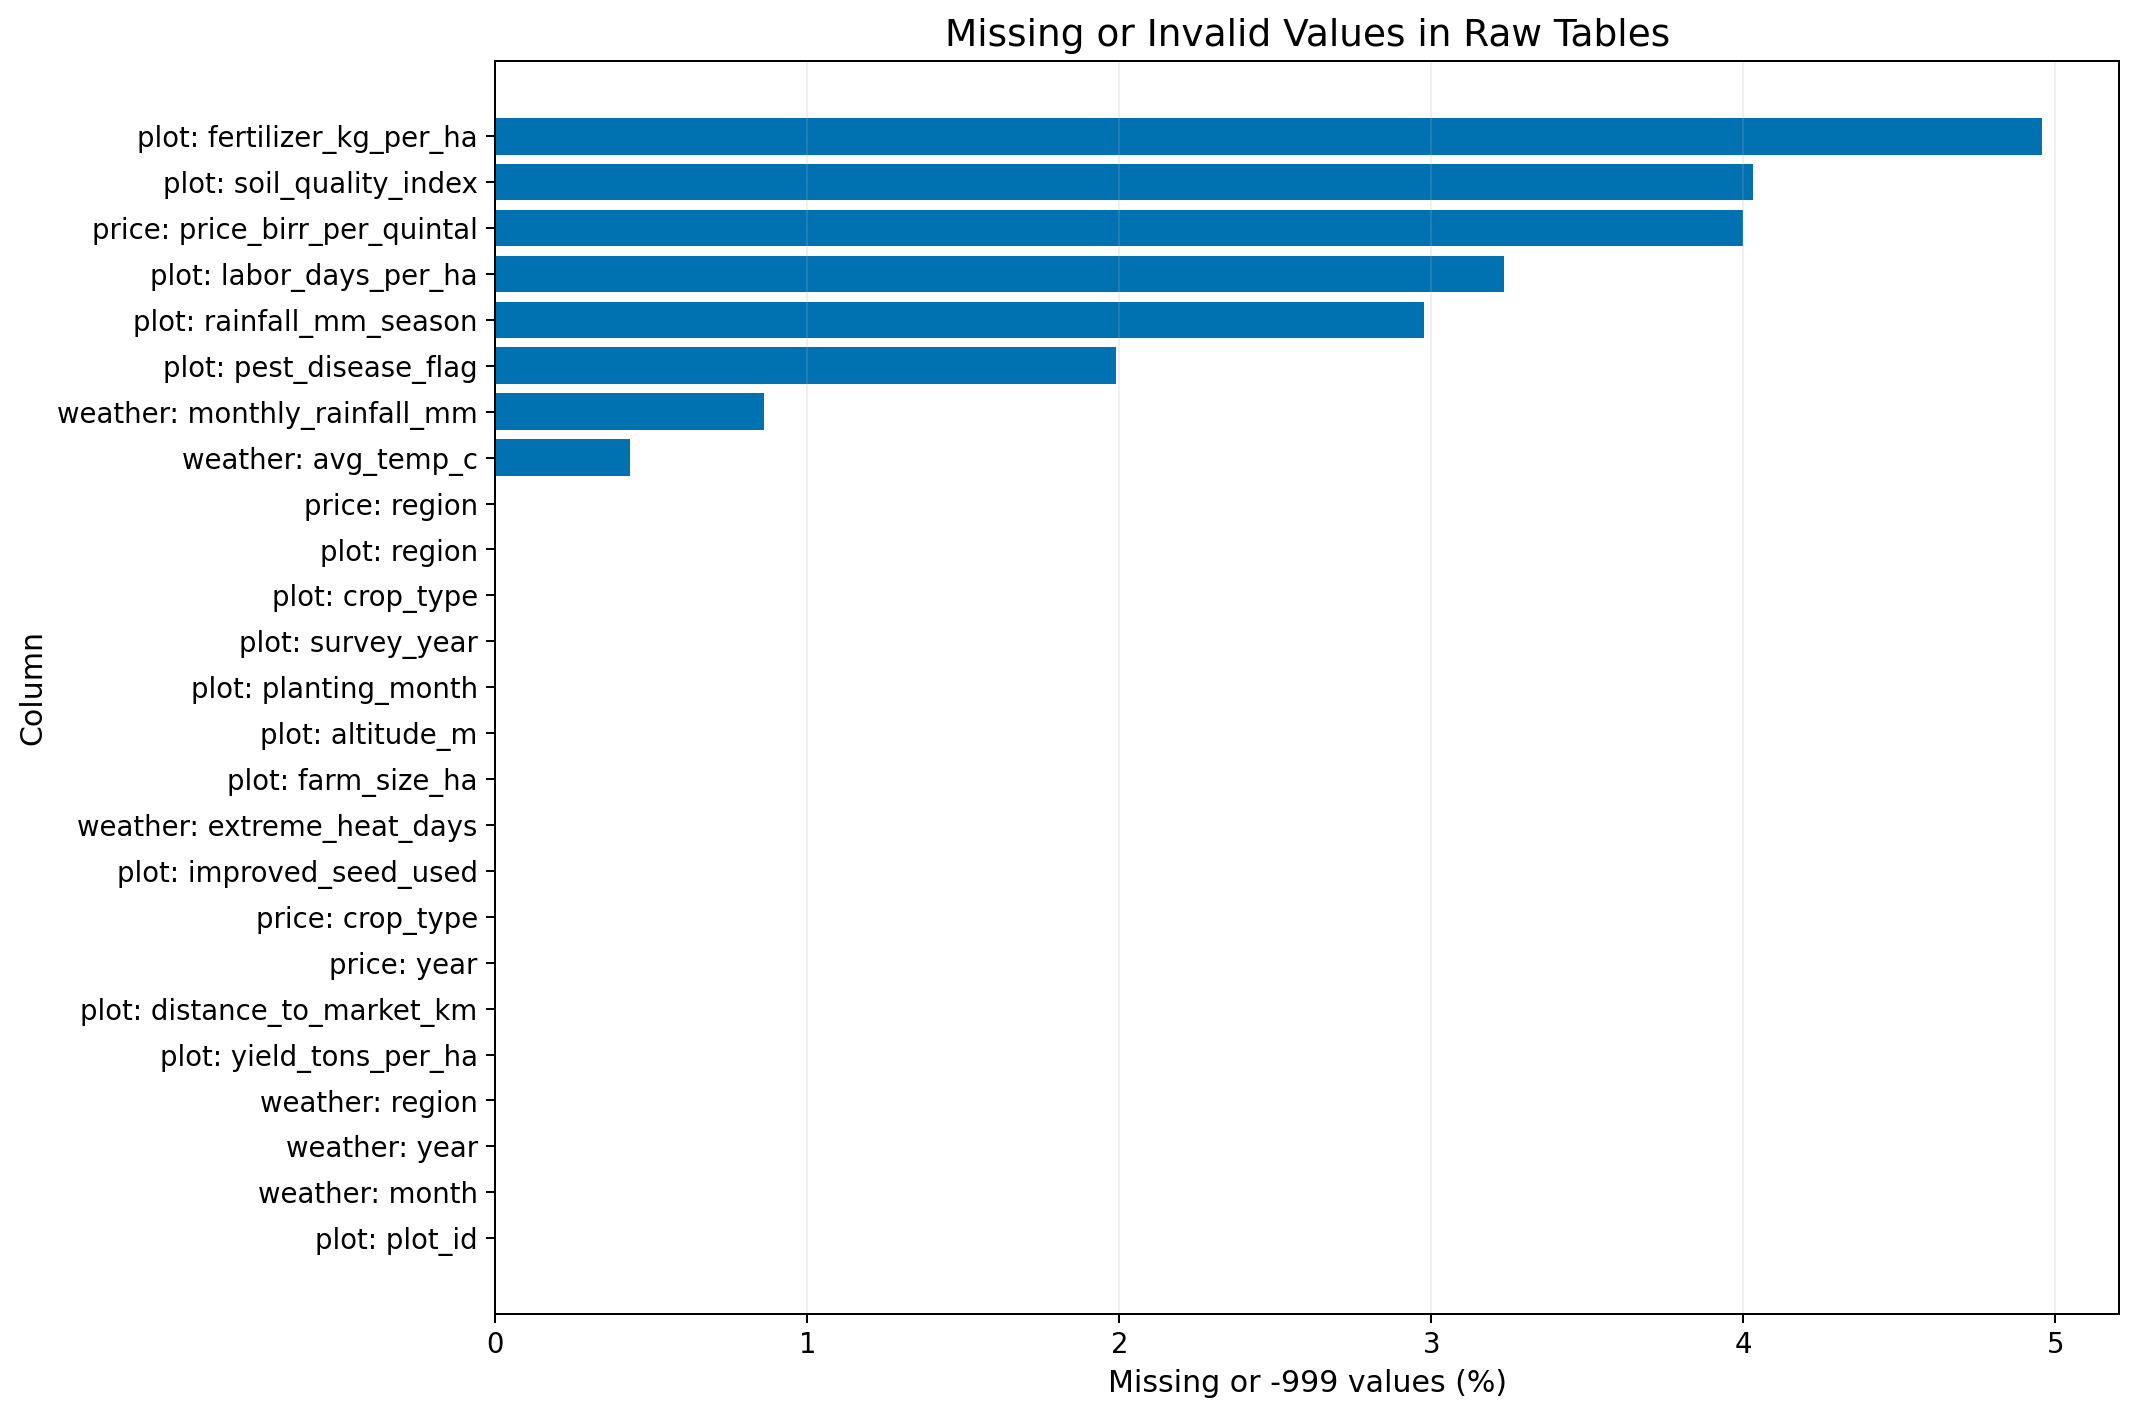 Missing or Invalid Values in Raw Tables
plot: fertilizer_kg_per_ha
plot: soil_quality_index
price: price_birr_per_quintal
plot: labor_days_per_ha
plot: rainfall_mm_season
plot: pest_disease_flag
weather: monthly_rainfall_mm
weather: avg_temp_c
price: region
plot: region
plot: crop_type
plot: survey_year
plot: planting_month
plot: altitude_m
plot: farm_size_ha
weather: extreme_heat_days
plot: improved_seed_used
price: crop_type
price: year
plot: distance_to_market_km
plot: yield_tons_per_ha
weather: region
weather: year
weather: month
plot: plot_id
Column
0 1 2 3 4 5
Missing or -999 values (%)